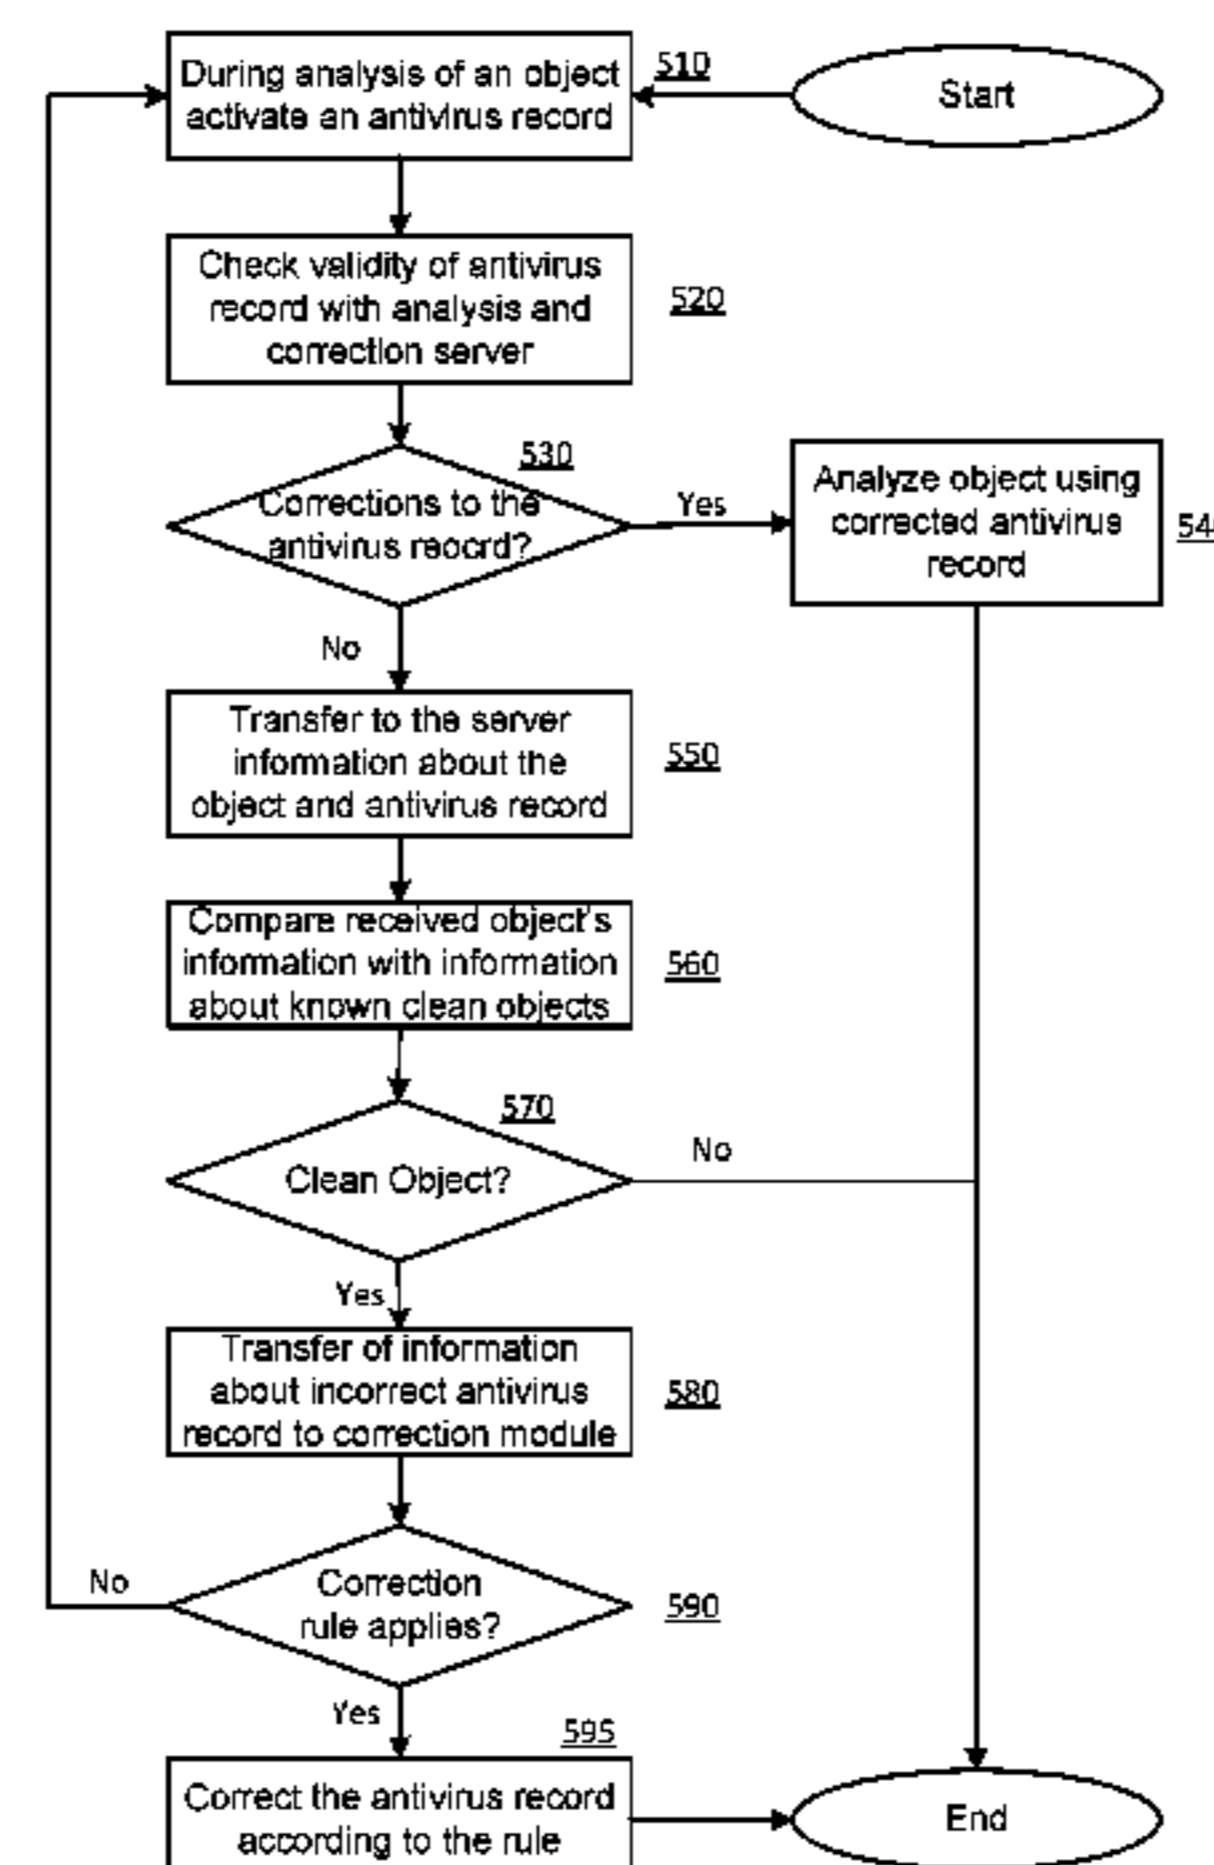 During analysis of an object
activate an antivirus record
510
Start
Check validity of antivirus
record with analysis and
correction server
520
530
Corrections to the
antivirus reocrd?
Yes
Analyze object using
corrected antivirus
record
No
Transfer to the server
information about the
object and antivirus record
550
Compare received object's
information with information
about known clean objects
560
570
Clean Object?
No
Yes
Transfer of information
about incorrect antivirus
record to correction module
580
Correction
rule applies?
590
No
Yes
595
Correct the antivirus record
according to the rule
End